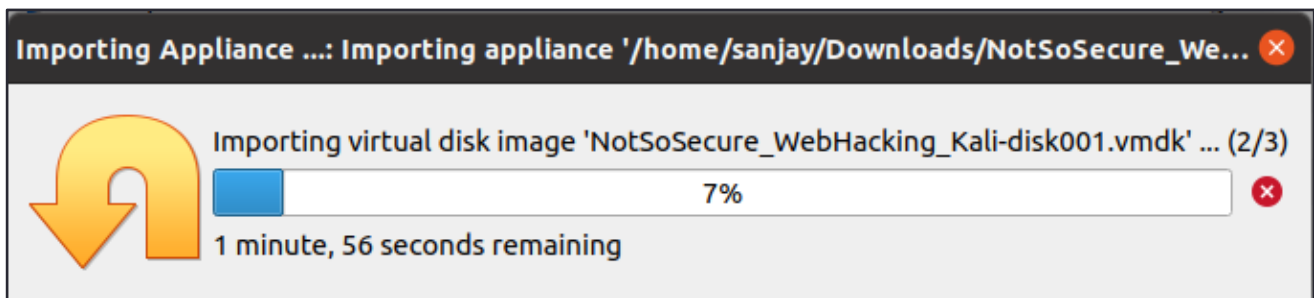 Importing Appliance ...: Importing appliance '/home/sanjay/Downloads/NotSoSecure_We...
Importing virtual disk image 'NotSoSecure_WebHacking_Kali-disk001.vmdk' ... (2/3)
7%
1 minute, 56 seconds remaining